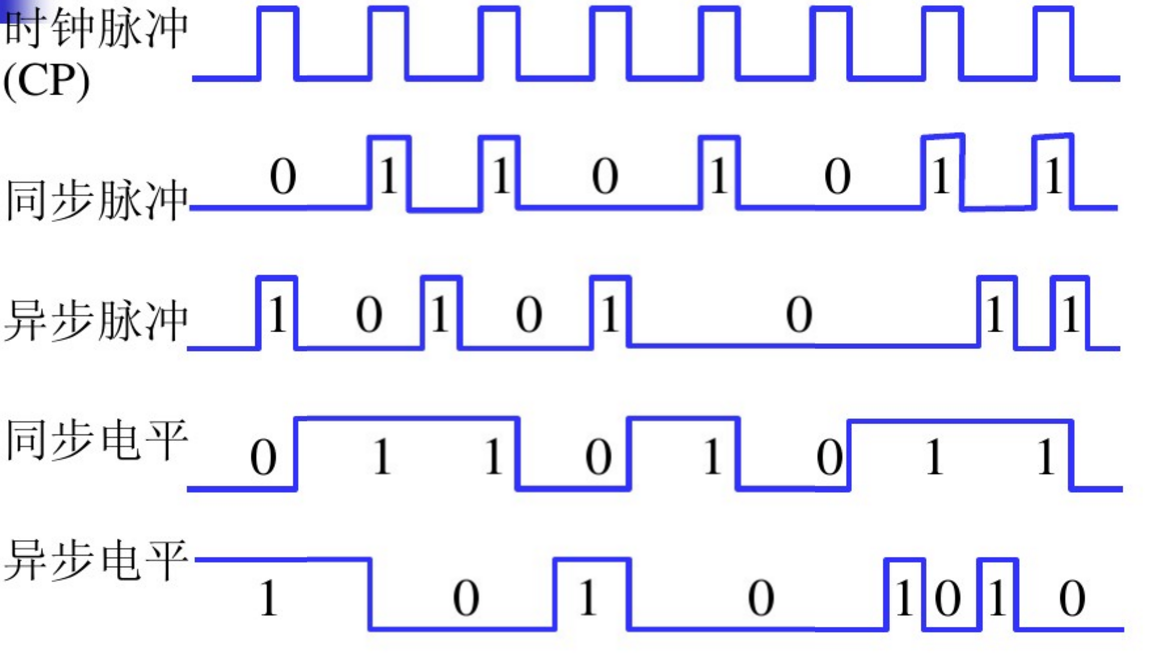 时钟脉冲
(CP)
同步脉冲 0 1 1 0 1 0 1 1
异步脉冲 1 0 1 0 1 0 1 1
同步电平 0 1 1 0 1 0 1 1
异步电平 1 0 1 0 1 0 1 0